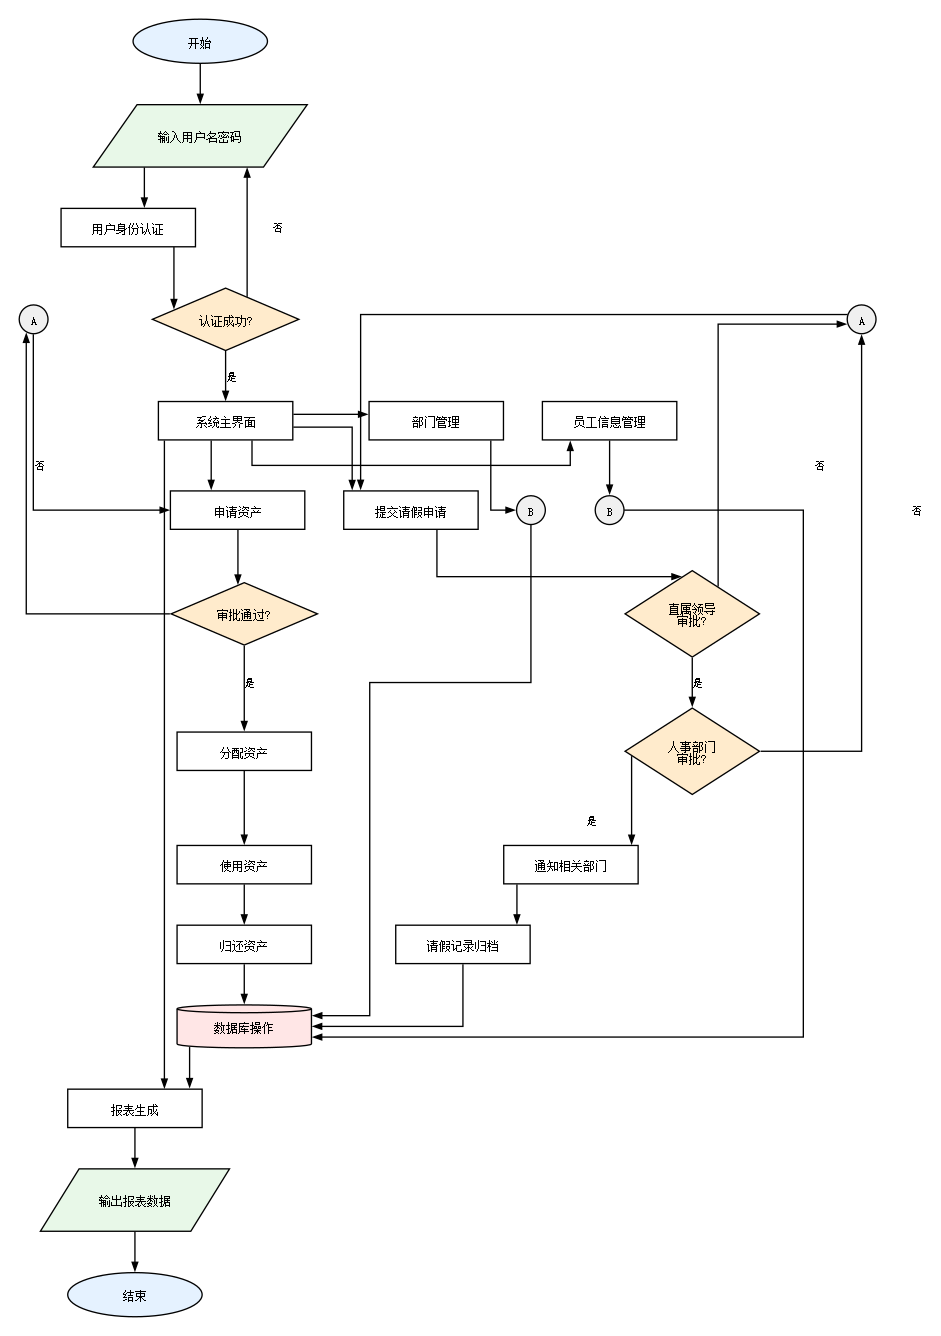 开始
输入用户名密码
用户身份认证
否
认证成功?
A
A
是
系统主界面
部门管理
员工信息管理
否
否
申请资产
提交请假申请
B
B
否
审批通过?
直属领导
审批?
是
是
分配资产
人事部门
审批?
是
使用资产
通知相关部门
归还资产
请假记录归档
数据库操作
报表生成
输出报表数据
结束